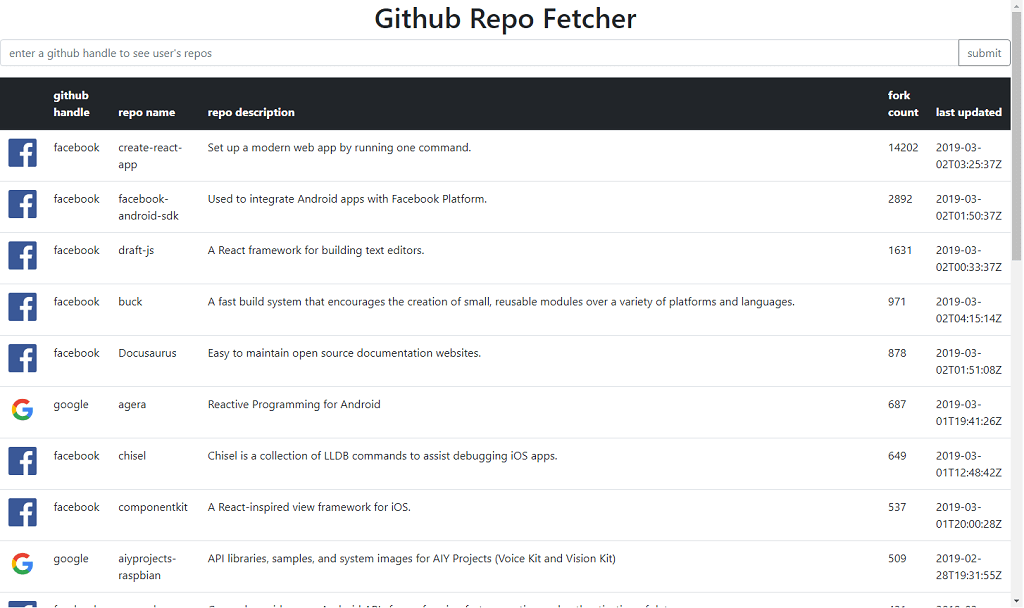 Github Repo Fetcher
enter a github handle to see user's repos
submit
github
handle
repo name
repo description
fork
count
last updated
facebook
create-react-
app
Set up a modern web app by running one command.
14202
2019-03-
02T03:25:37Z
facebook
facebook-
android-sdk
Used to integrate Android apps with Facebook Platform.
2892
2019-03-
02T01:50:37Z
facebook
draft-js
A React framework for building text editors.
1631
2019-03-
02T00:33:37Z
facebook
buck
A fast build system that encourages the creation of small, reusable modules over a variety of platforms and languages.
971
2019-03-
02T04:15:14Z
facebook
Docusaurus
Easy to maintain open source documentation websites.
878
2019-03-
02T01:51:08Z
google
agera
Reactive Programming for Android
687
2019-03-
01T19:41:26Z
facebook
chisel
Chisel is a collection of LLDB commands to assist debugging iOS apps.
649
2019-03-
01T12:48:42Z
facebook
componentkit
A React-inspired view framework for iOS.
537
2019-03-
01T20:00:28Z
google
aiyprojects-
raspbian
API libraries, samples, and system images for AIY Projects (Voice Kit and Vision Kit)
509
2019-02-
28T19:31:55Z